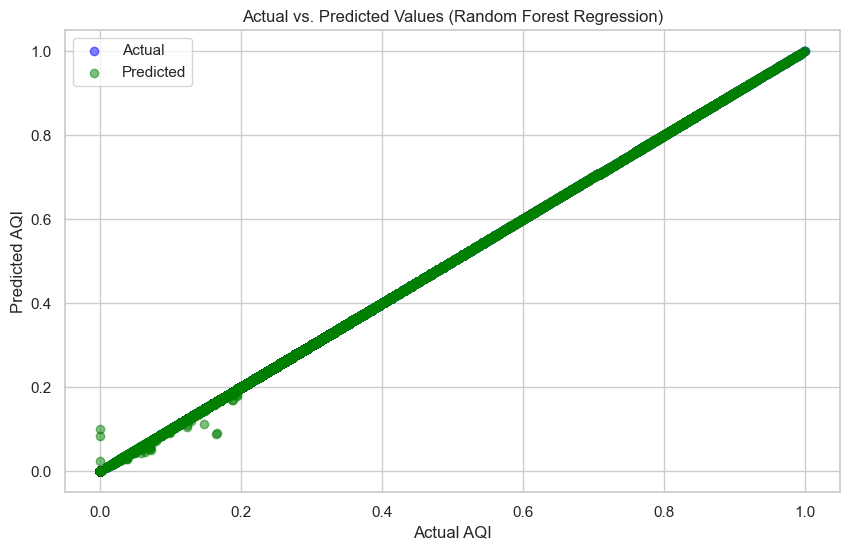 Actual vs. Predicted Values (Random Forest Regression)
Actual
Predicted
1.0
0.8
0.6
0.4
0.2
0.0
Predicted AQI
0.0 0.2 0.4 0.6 0.8 1.0
Actual AQI